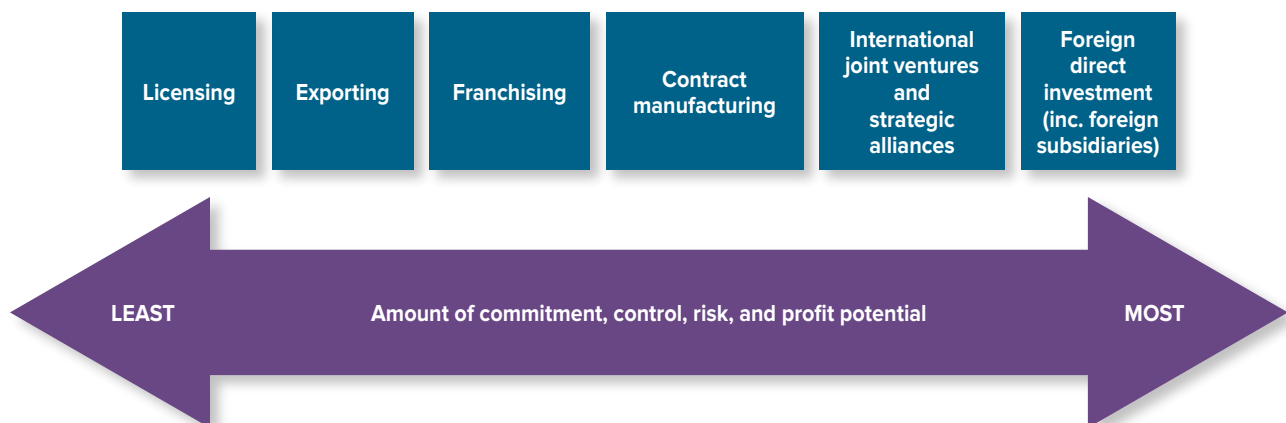 Licensing
Exporting
Franchising
Contract
manufacturing
International
joint ventures
and
strategic
alliances
Foreign
direct
investment
(inc. foreign
subsidiaries)
LEAST
Amount of commitment, control, risk, and profit potential
MOST